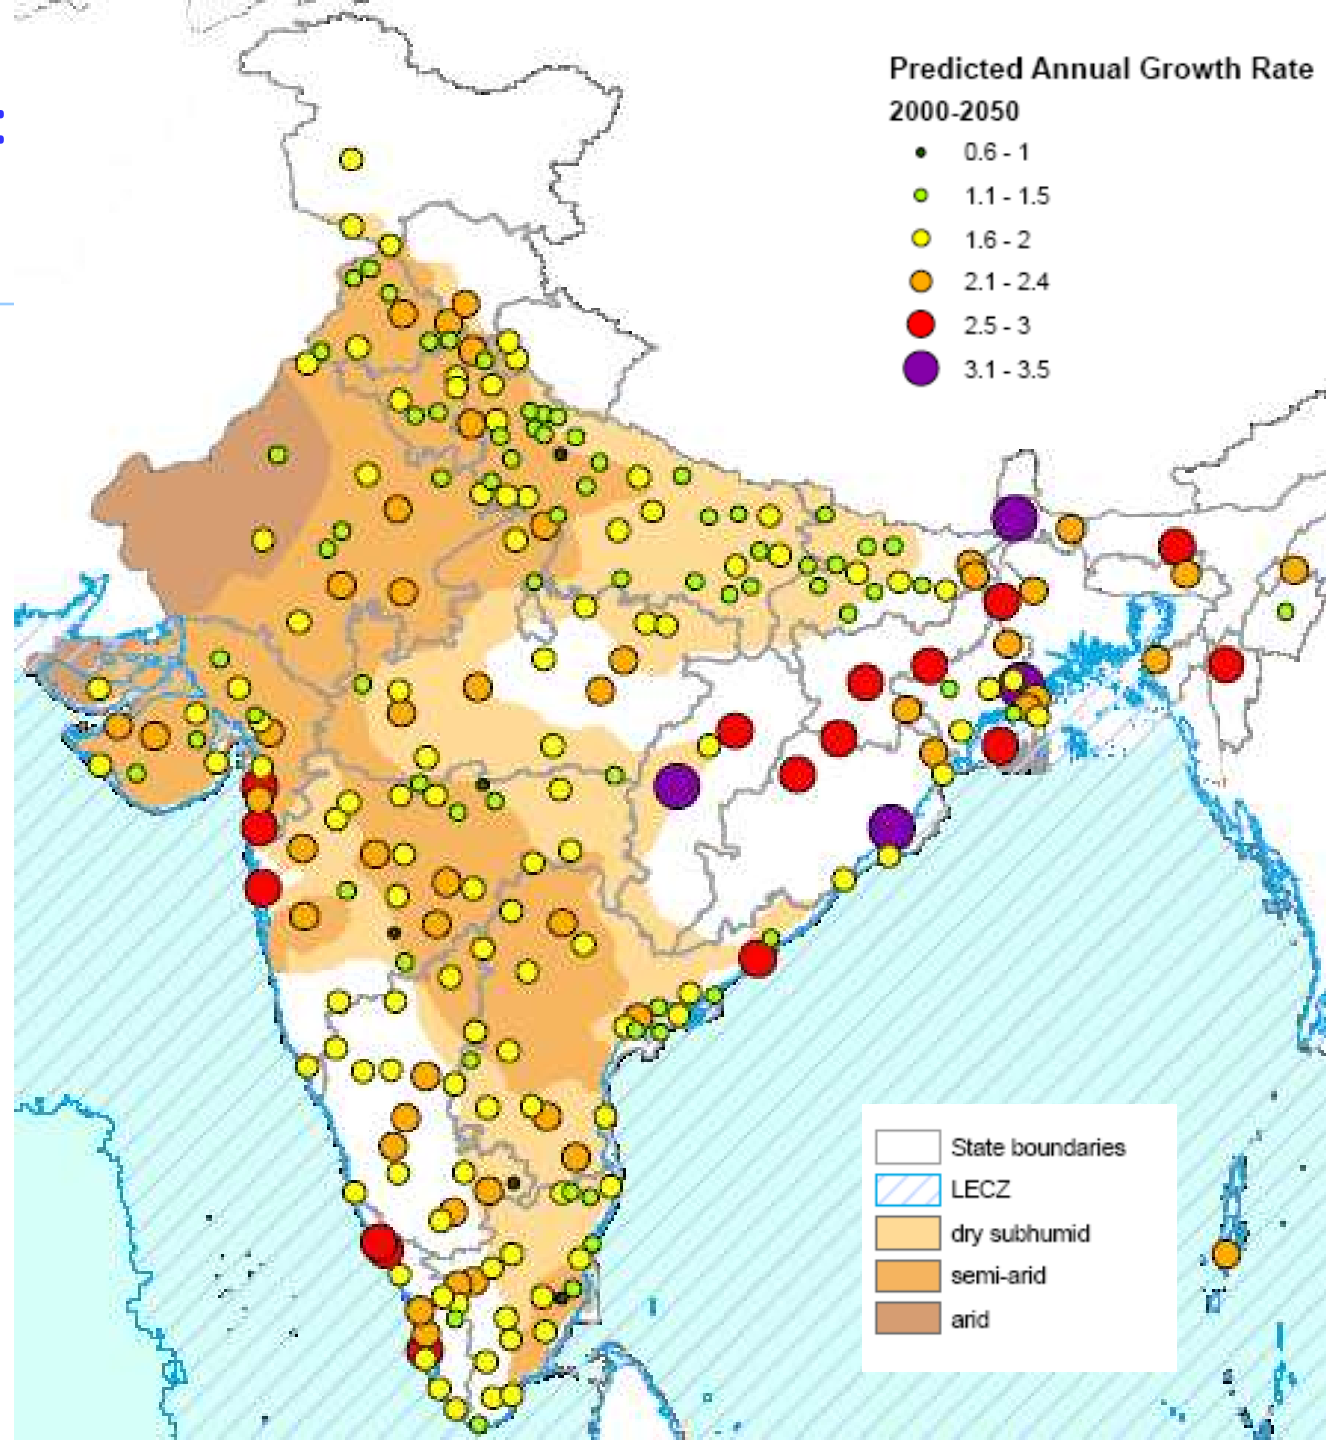 :
Predicted Annual Growth Rate
2000-2050
0.6 - 1
1.1 - 1.5
1.6 - 2
2.1 - 2.4
2.5 - 3
3.1 - 3.5
State boundaries
LECZ
dry subhumid
semi-arid
arid